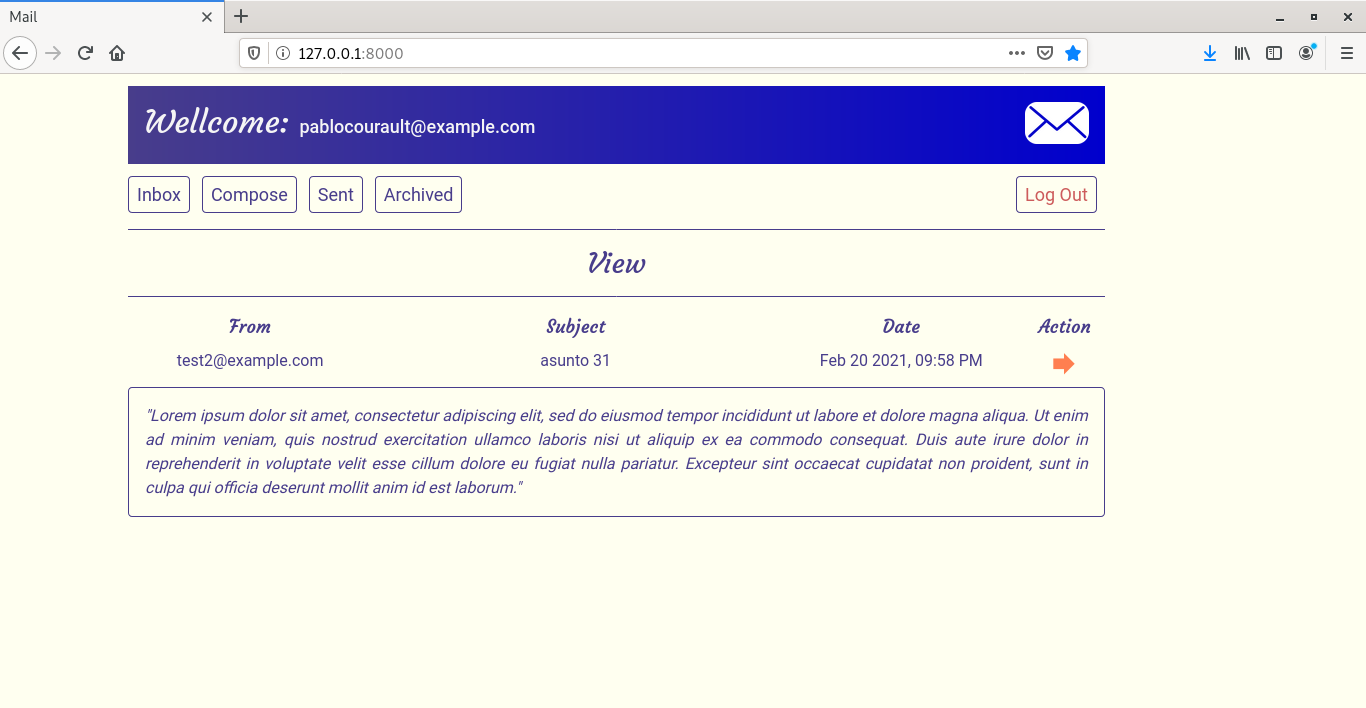 Mail
127.0.0.1:8000
Wellcome: pablocourault@example.com
Inbox Compose Sent Archived Log Out
View
From Subject Date Action
test2@example.com asunto 31 Feb 20 2021, 09:58 PM
"Lorem ipsum dolor sit amet, consectetur adipiscing elit, sed do eiusmod tempor incididunt ut labore et dolore magna aliqua. Ut enim
ad minim veniam, quis nostrud exercitation ullamco laboris nisi ut aliquip ex ea commodo consequat. Duis aute irure dolor in
reprehenderit in voluptate velit esse cillum dolore eu fugiat nulla pariatur. Excepteur sint occaecat cupidatat non proident, sunt in
culpa qui officia deserunt mollit anim id est laborum."